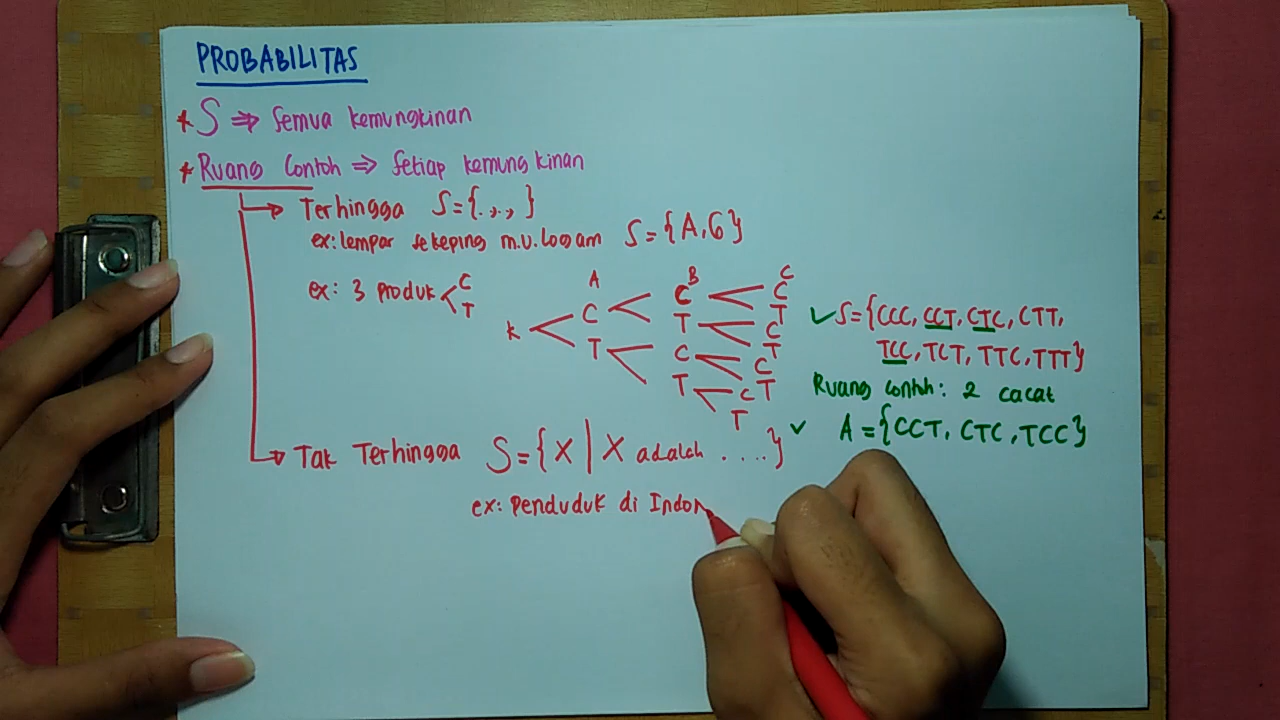 PROBABILITAS
* S ⇒ Semua kemungkinan
* Ruang Contoh ⇒ Setiap kemungkinan
→ Terhingga S={.,.,}
ex: lempar sekeping m.u.logam S={A,G}
ex: 3 produk < C T
A B C
K C T
C T C T
C T C T C T C T
✓ S={CCC, CCT, CTC, CTT,
TCC, TCT, TTC, TTT}
Ruang contoh: 2 cacat
✓ A={CCT, CTC, TCC}
→ Tak Terhingga S={X|X adalah ....}
ex: Penduduk di Indon